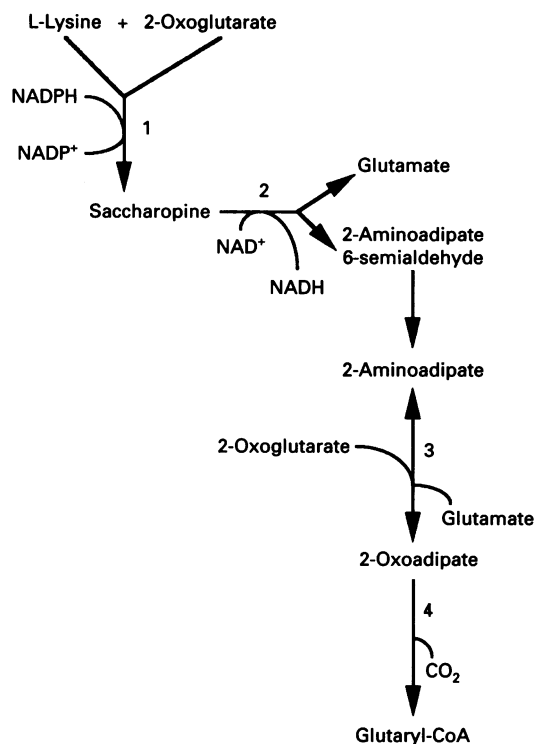 L-Lysine + 2-Oxoglutarate
NADPH
1
NADP⁺
Glutamate
2
Saccharopine
2-Aminoadipate
6-semialdehyde
NAD⁺
NADH
2-Aminoadipate
2-Oxoglutarate
3
Glutamate
2-Oxoadipate
4
CO₂
Glutaryl-CoA